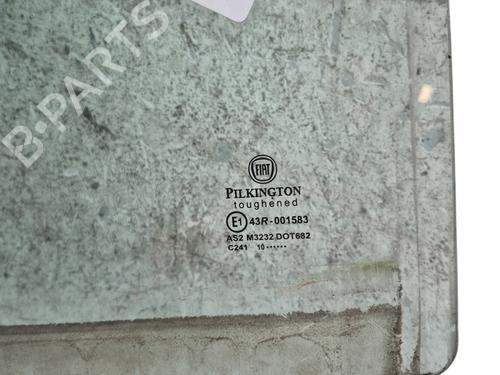 B-PARTS
FIAT
PILKINGTON
toughened
E1 43R-001583
AS2 M3232 DOT682
C241 10······